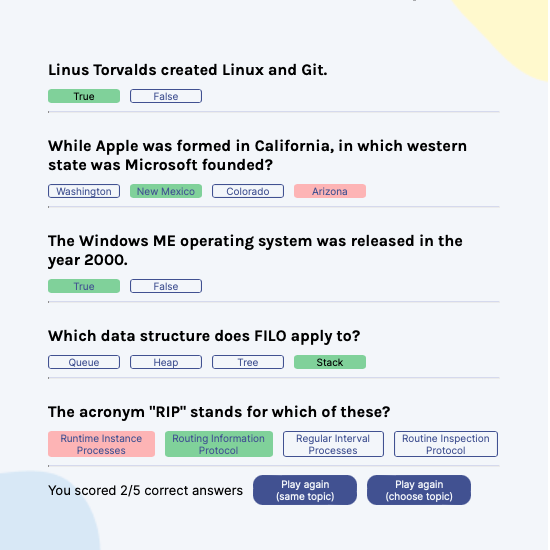 Linus Torvalds created Linux and Git.
True False
While Apple was formed in California, in which western
state was Microsoft founded?
Washington New Mexico Colorado Arizona
The Windows ME operating system was released in the
year 2000.
True False
Which data structure does FILO apply to?
Queue Heap Tree Stack
The acronym "RIP" stands for which of these?
Runtime Instance Processes Routing Information Protocol Regular Interval Processes Routine Inspection Protocol
You scored 2/5 correct answers Play again (same topic) Play again (choose topic)